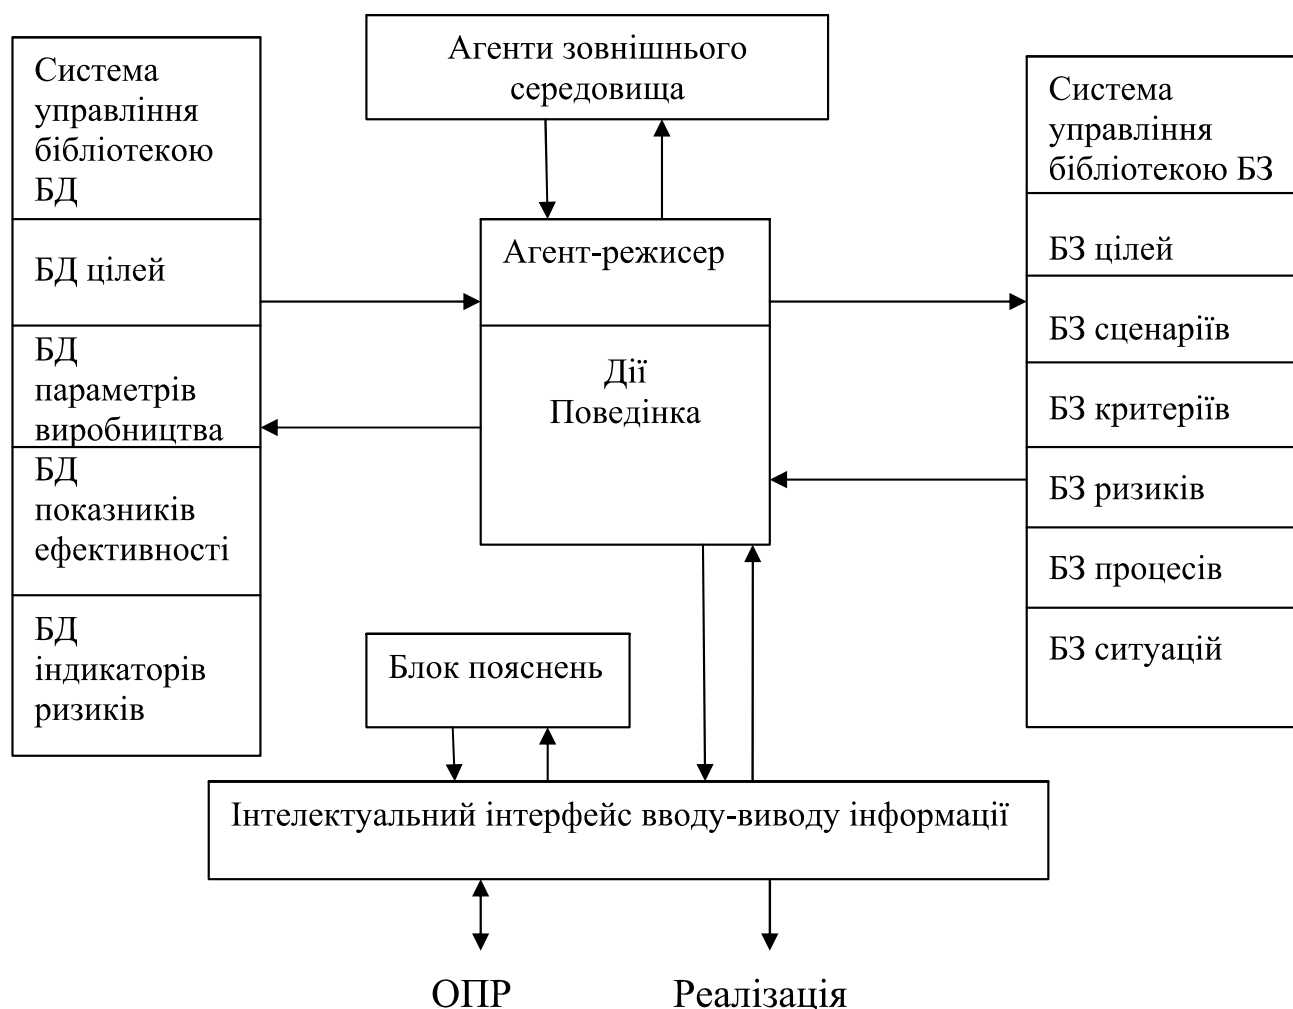 Агенти зовнішнього
середовища
Система
управління
бібліотекою
БД
БД цілей
БД
параметрів
виробництва
БД
показників
ефективності
БД
індикаторів
ризиків
Агент-режисер
Дії
Поведінка
Система
управління
бібліотекою БЗ
БЗ цілей
БЗ сценаріїв
БЗ критеріїв
БЗ ризиків
БЗ процесів
БЗ ситуацій
Блок пояснень
Інтелектуальний інтерфейс вводу-виводу інформації
ОПР
Реалізація